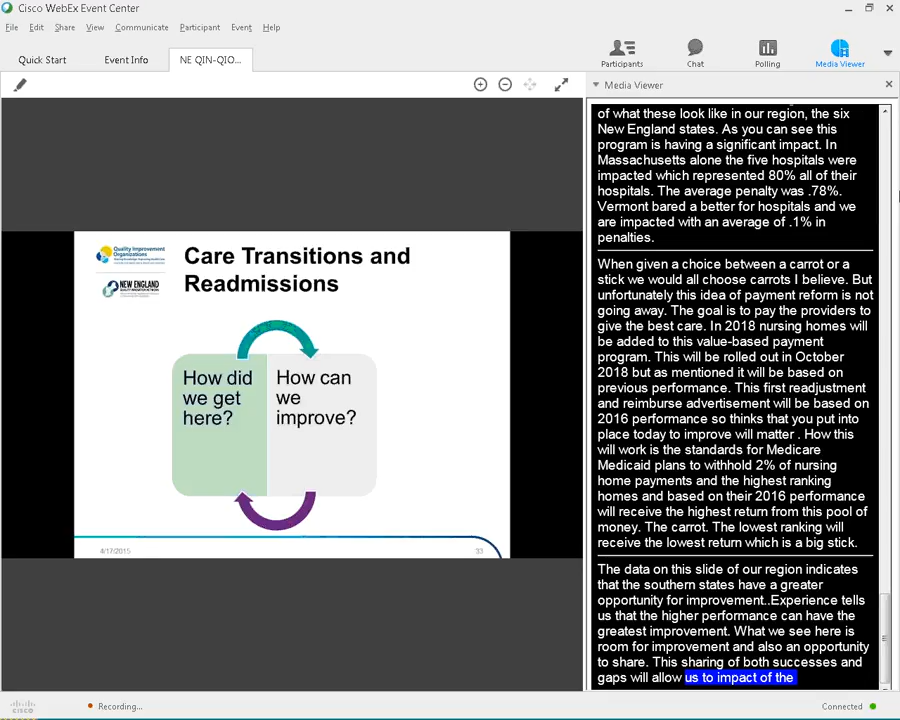 Cisco WebEx Event Center
File Edit Share View Communicate Participant Event Help
Quick Start Event Info NE QIN-QIO...
Participants Chat Polling Media Viewer
Media Viewer
Quality Improvement
Organizations
NEW ENGLAND
Care Transitions and
Readmissions
How did
we get
here?
How can
we
improve?
4/17/2015 33
of what these look like in our region, the six
New England states. As you can see this
program is having a significant impact. In
Massachusetts alone the five hospitals were
impacted which represented 80% all of their
hospitals. The average penalty was .78%.
Vermont bared a better for hospitals and we
are impacted with an average of .1% in
penalties.
When given a choice between a carrot or a
stick we would all choose carrots I believe. But
unfortunately this idea of payment reform is not
going away. The goal is to pay the providers to
give the best care. In 2018 nursing homes will
be added to this value-based payment
program. This will be rolled out in October
2018 but as mentioned it will be based on
previous performance. This first readjustment
and reimburse advertisement will be based on
2016 performance so thinks that you put into
place today to improve will matter . How this
will work is the standards for Medicare
Medicaid plans to withhold 2% of nursing
home payments and the highest ranking
homes and based on their 2016 performance
will receive the highest return from this pool of
money. The carrot. The lowest ranking will
receive the lowest return which is a big stick.
The data on this slide of our region indicates
that the southern states have a greater
opportunity for improvement..Experience tells
us that the higher performance can have the
greatest improvement. What we see here is
room for improvement and also an opportunity
to share. This sharing of both successes and
gaps will allow us to impact of the
cisco Recording... Connected